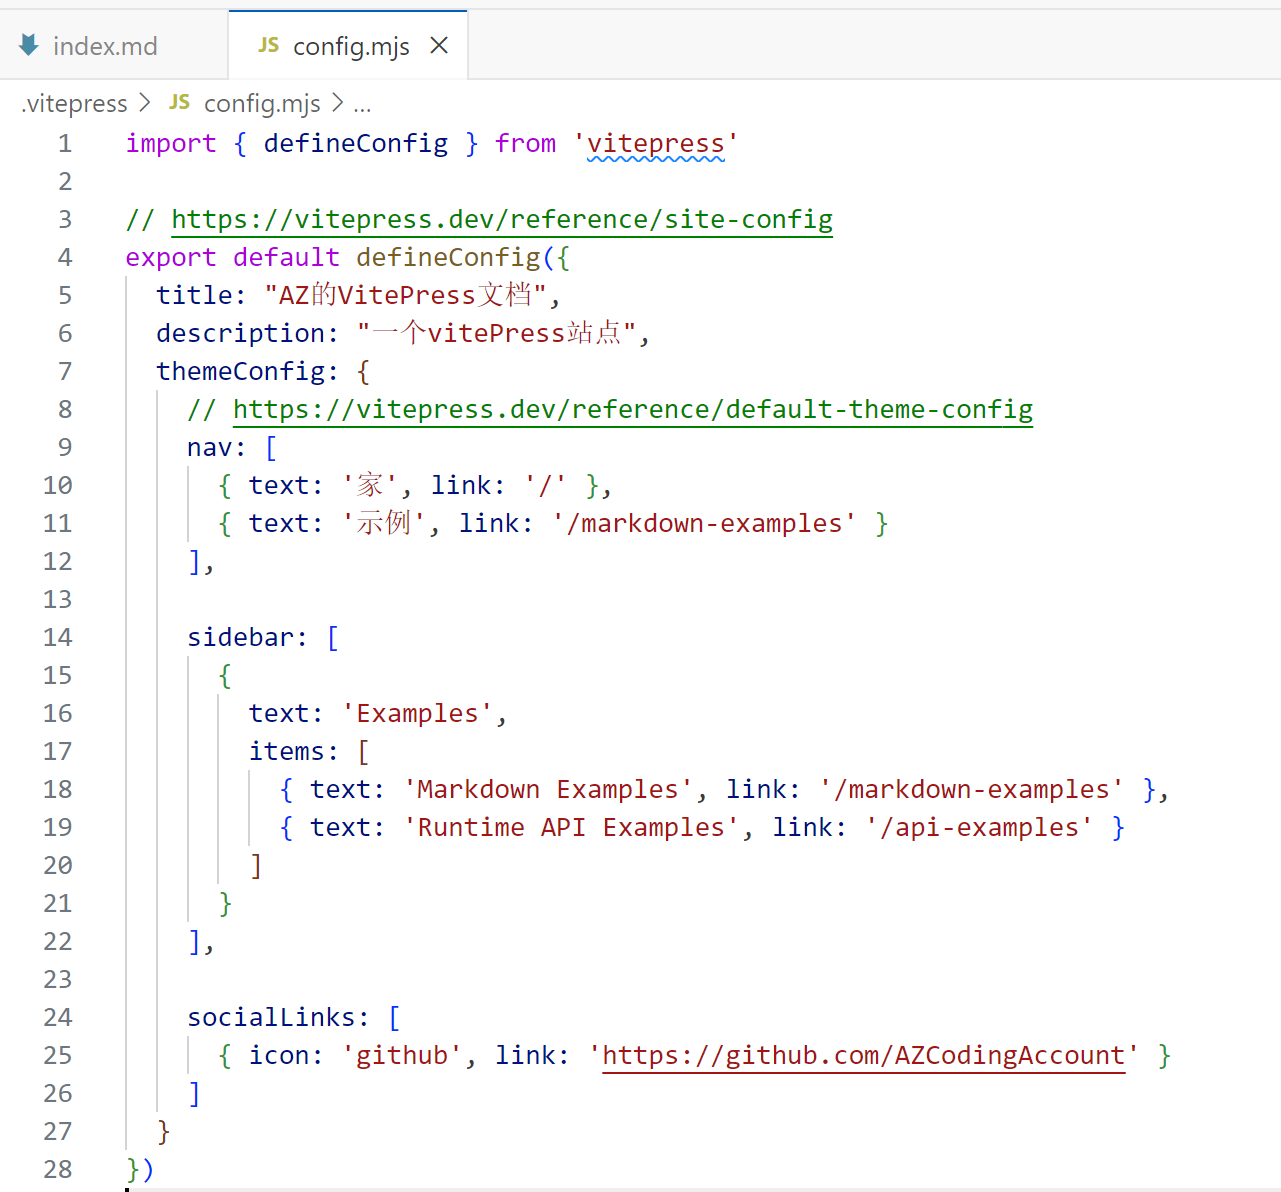 index.md
JS config.mjs
.vitepress > JS config.mjs > ...
1 import { defineConfig } from 'vitepress'
2
3 // https://vitepress.dev/reference/site-config
4 export default defineConfig({
5 title: "AZ的VitePress文档",
6 description: "一个vitePress站点",
7 themeConfig: {
8 // https://vitepress.dev/reference/default-theme-config
9 nav: [
10 { text: '家', link: '/' },
11 { text: '示例', link: '/markdown-examples' }
12 ],
13
14 sidebar: [
15 {
16 text: 'Examples',
17 items: [
18 { text: 'Markdown Examples', link: '/markdown-examples' },
19 { text: 'Runtime API Examples', link: '/api-examples' }
20 ]
21 }
22 ],
23
24 socialLinks: [
25 { icon: 'github', link: 'https://github.com/AZCodingAccount' }
26 ]
27 }
28 })